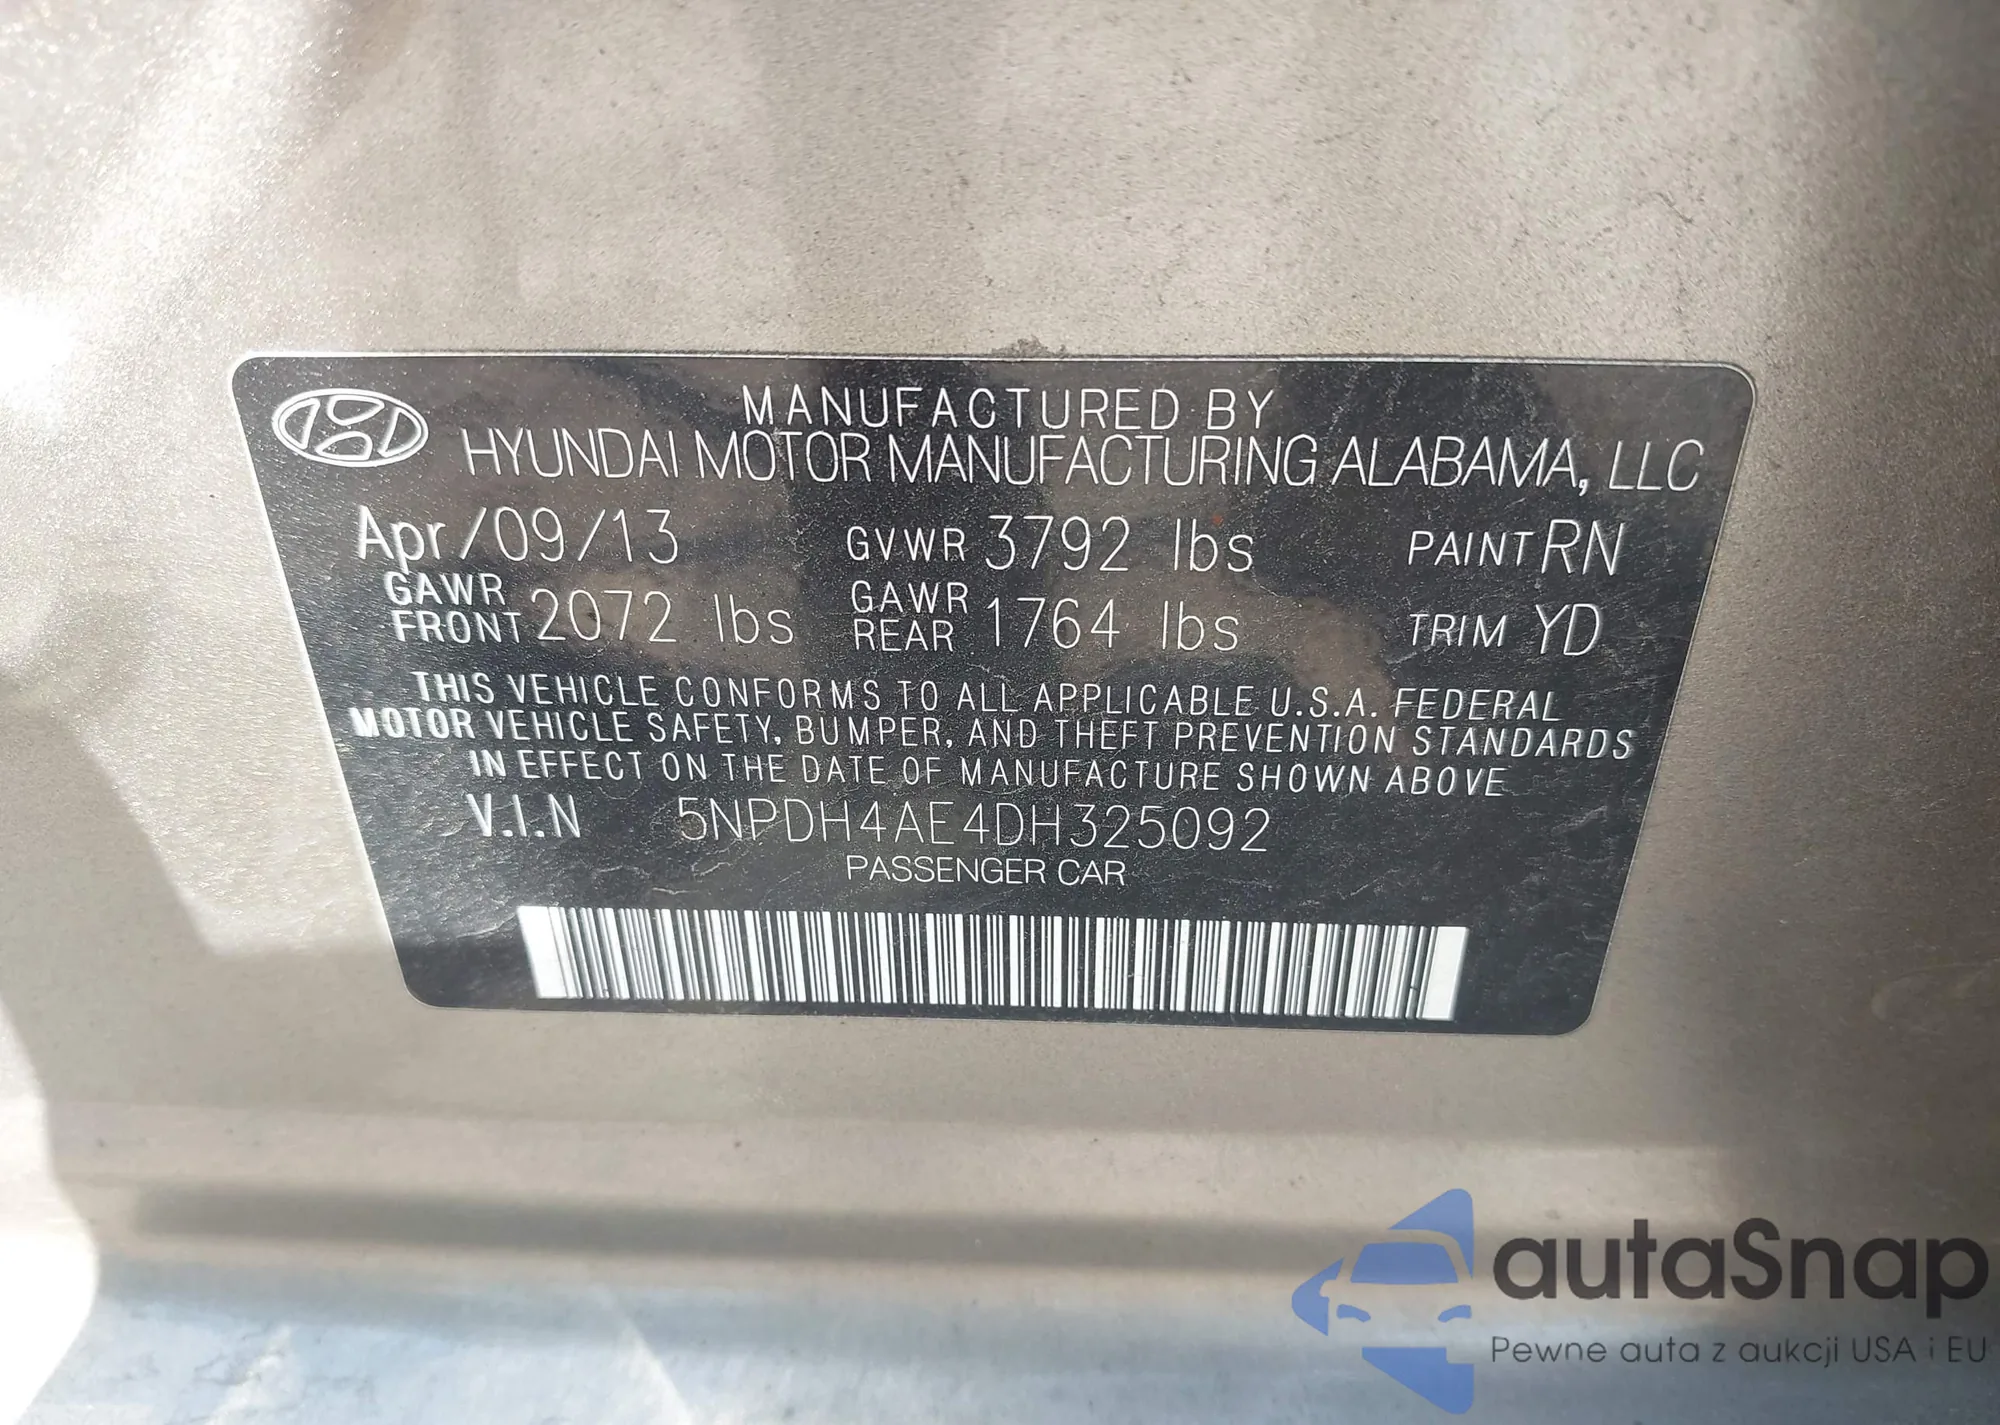 MANUFACTURED BY
HYUNDAI MOTOR MANUFACTURING ALABAMA, LLC
Apr/09/13 GVWR 3792 lbs PAINT RN
GAWR FRONT 2072 lbs GAWR REAR 1764 lbs TRIM YD
THIS VEHICLE CONFORMS TO ALL APPLICABLE U.S.A. FEDERAL
MOTOR VEHICLE SAFETY, BUMPER, AND THEFT PREVENTION STANDARDS
IN EFFECT ON THE DATE OF MANUFACTURE SHOWN ABOVE
V.I.N 5NPDH4AE4DH325092
PASSENGER CAR
autaSnap
Pewne auta z aukcji USA i EU